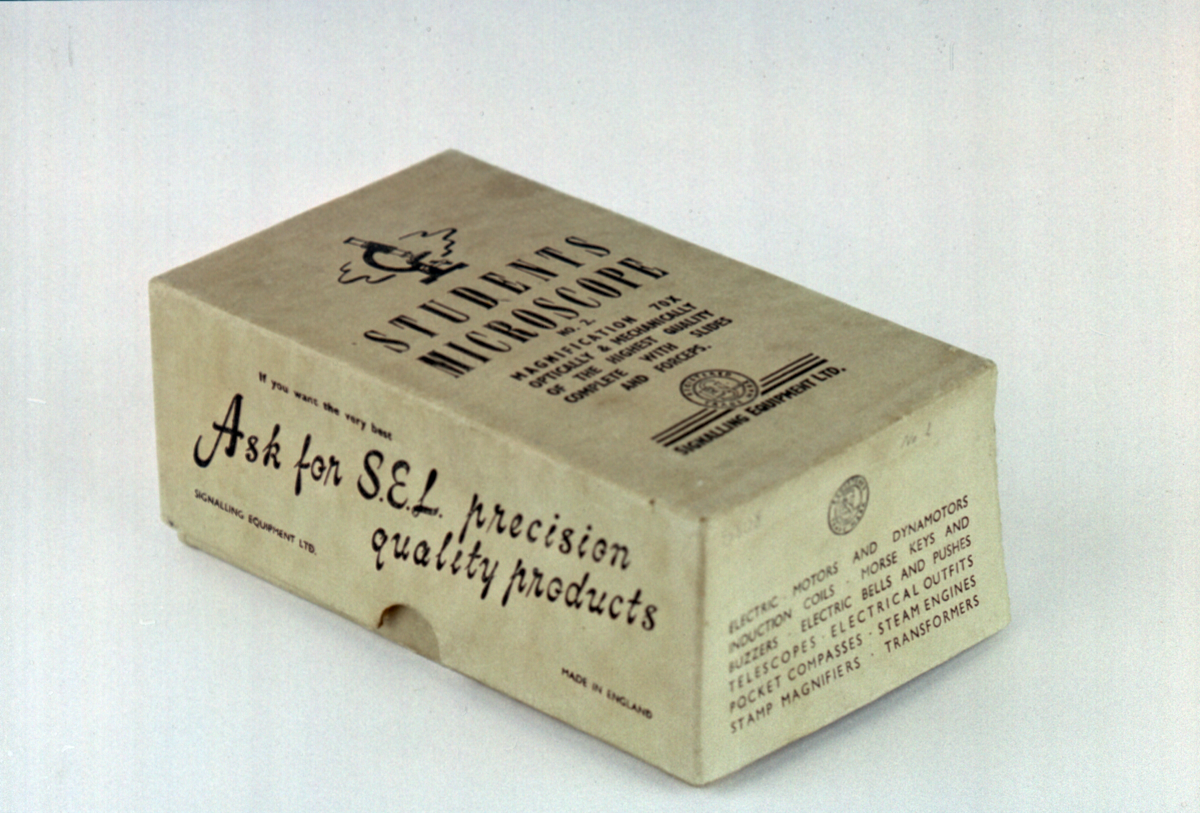 STUDENTS
MICROSCOPE
NO. 2.
MAGNIFICATION 70X
OPTICALLY & MECHANICALLY
OF THE HIGHEST QUALITY
COMPLETE WITH SLIDES
AND FORCEPS.
SIGNALLING EQUIPMENT LTD.
If you want the very best
Ask for S.E.L. precision
quality products
SIGNALLING EQUIPMENT LTD.
MADE IN ENGLAND
No 2
ELECTRIC MOTORS AND DYNAMOTORS
INDUCTION COILS · MORSE KEYS AND
BUZZERS · ELECTRIC BELLS AND PUSHES
TELESCOPES · ELECTRICAL OUTFITS
POCKET COMPASSES · STEAM ENGINES
STAMP MAGNIFIERS · TRANSFORMERS